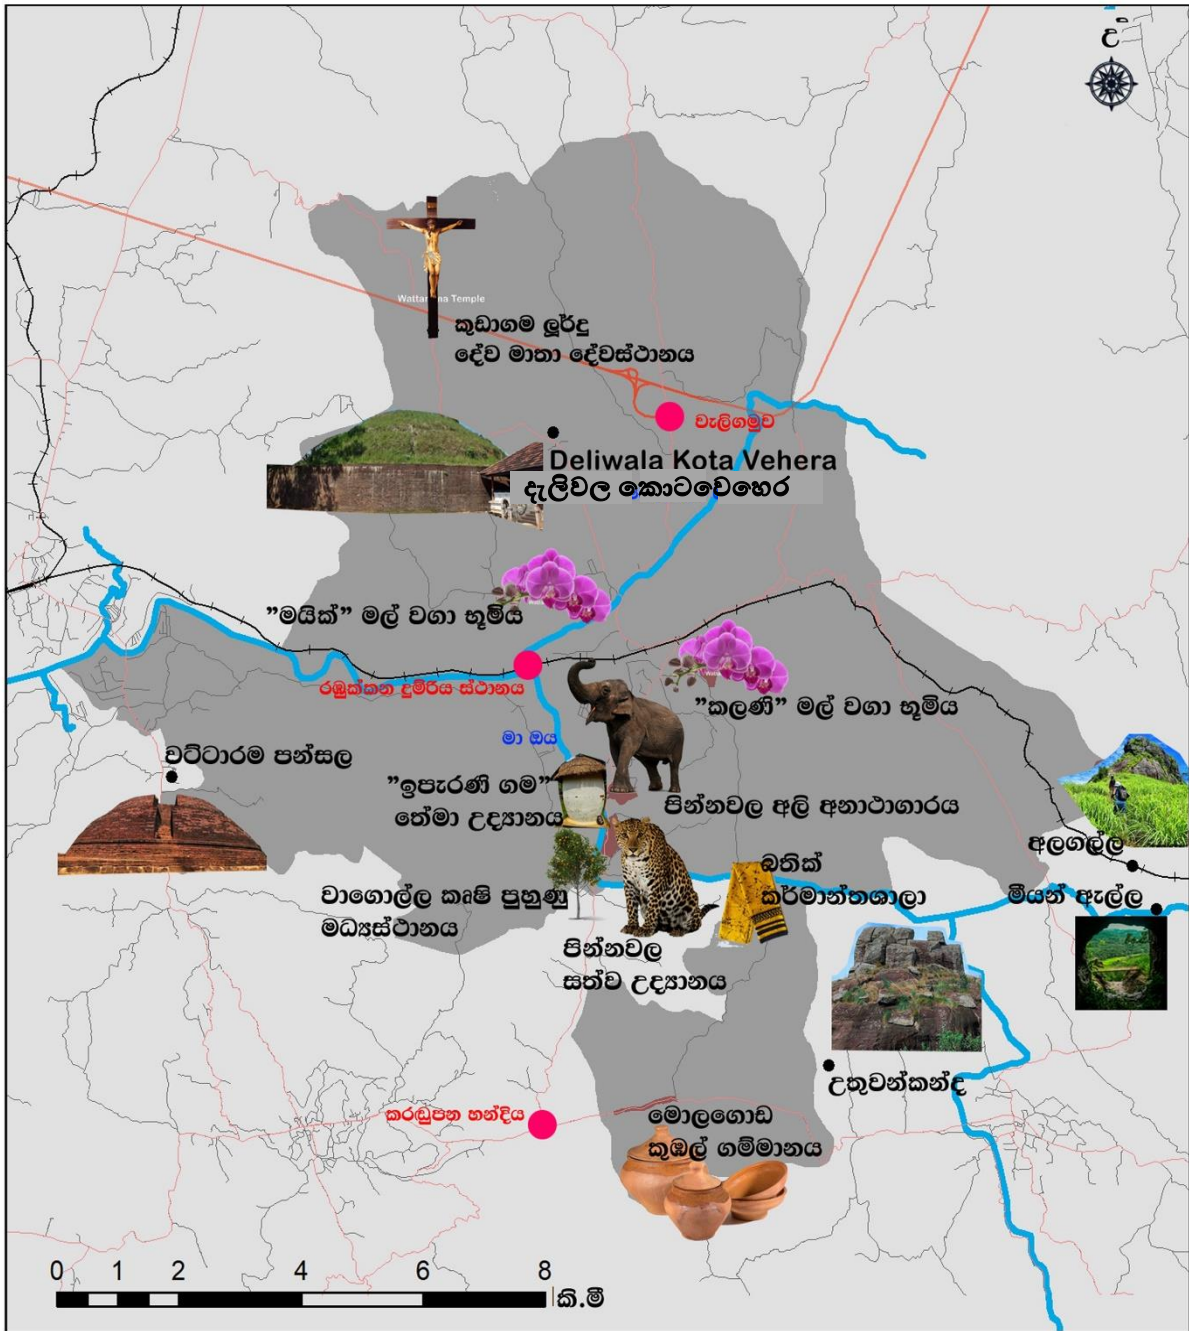 උ
Wattarama Temple
කුඩාගම ලූර්දු
දේව මාතා දේවස්ථානය
වැලිගමුව
Deliwala Kota Vehera
දැලිවල කොටවෙහෙර
"මයික්" මල් වගා භූමිය
රඹුක්කන දුම්රිය ස්ථානය
"කලණි" මල් වගා භූමිය
මා ඔය
වට්ටාරම පන්සල
"ඉපැරණි ගම"
තේමා උද්‍යානය
පින්නවල අලි අනාථාගාරය
අලගල්ල
බතික්
කර්මාන්තශාලා
මීයන් ඇල්ල
වාගොල්ල කෘෂි පුහුණු
මධ්‍යස්ථානය
පින්නවල
සත්ව උද්‍යානය
උතුවන්කන්ද
කරඬුපන හන්දිය
මොලගොඩ
කුඹල් ගම්මානය
0 1 2 4 6 8
කි.මී